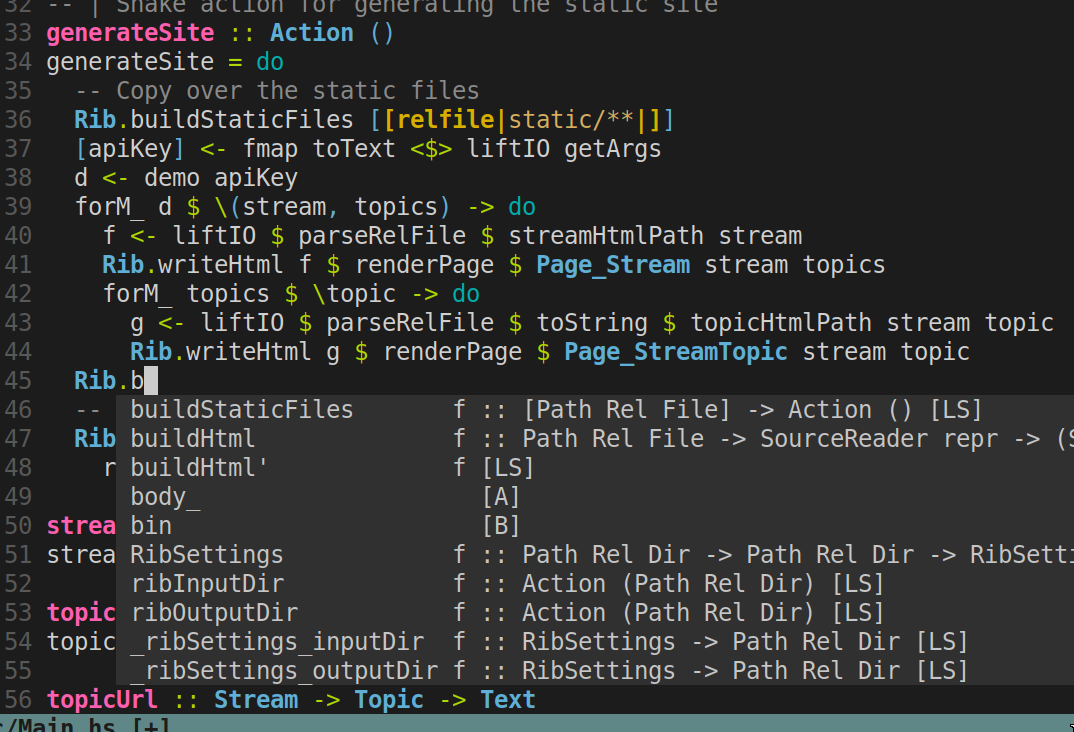 32 -- | Shake action for generating the static site
33 generateSite :: Action ()
34 generateSite = do
35   -- Copy over the static files
36   Rib.buildStaticFiles [[relfile|static/**|]]
37   [apiKey] <- fmap toText <$> liftIO getArgs
38   d <- demo apiKey
39   forM_ d $ \(stream, topics) -> do
40     f <- liftIO $ parseRelFile $ streamHtmlPath stream
41     Rib.writeHtml f $ renderPage $ Page_Stream stream topics
42     forM_ topics $ \topic -> do
43       g <- liftIO $ parseRelFile $ toString $ topicHtmlPath stream topic
44       Rib.writeHtml g $ renderPage $ Page_StreamTopic stream topic
45   Rib.b
46   -- buildStaticFiles       f :: [Path Rel File] -> Action () [LS]
47   Rib buildHtml              f :: Path Rel File -> SourceReader repr -> (S
48     r buildHtml'             f [LS]
49       body_                    [A]
50 strea bin                      [B]
51 strea RibSettings            f :: Path Rel Dir -> Path Rel Dir -> RibSetti
52       ribInputDir            f :: Action (Path Rel Dir) [LS]
53 topic ribOutputDir           f :: Action (Path Rel Dir) [LS]
54 topic _ribSettings_inputDir  f :: RibSettings -> Path Rel Dir [LS]
55       _ribSettings_outputDir f :: RibSettings -> Path Rel Dir [LS]
56 topicUrl :: Stream -> Topic -> Text
/Main.hs [+]